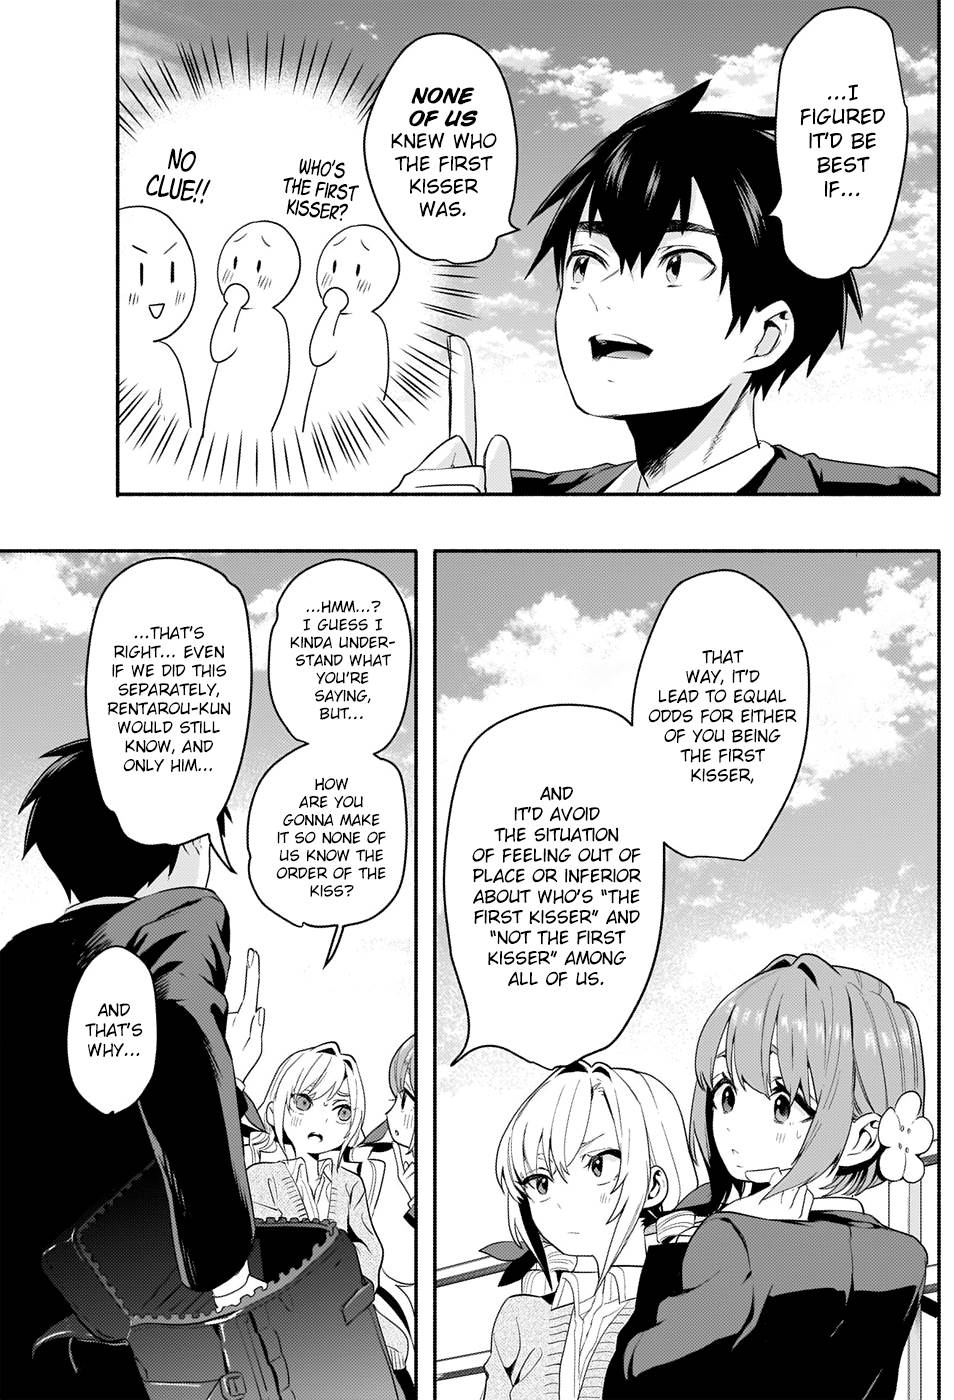 ...I
FIGURED
IT'D BE
BEST
IF...
NONE
OF US
KNEW WHO
THE FIRST
KISSER
WAS.
WHO'S
THE FIRST
KISSER?
NO
CLUE!!
THAT
WAY, IT'D
LEAD TO EQUAL
ODDS FOR EITHER
OF YOU BEING
THE FIRST
KISSER,
AND
IT'D AVOID
THE SITUATION
OF FEELING OUT OF
PLACE OR INFERIOR
ABOUT WHO'S "THE
FIRST KISSER" AND
"NOT THE FIRST
KISSER" AMONG
ALL OF US.
...HMM...?
I GUESS I
KINDA UNDER-
STAND WHAT
YOU'RE
SAYING,
BUT...
HOW
ARE YOU
GONNA MAKE
IT SO NONE OF
US KNOW THE
ORDER OF THE
KISS?
...THAT'S
RIGHT... EVEN
IF WE DID THIS
SEPARATELY,
RENTAROU-KUN
WOULD STILL
KNOW, AND
ONLY HIM...
AND
THAT'S
WHY...